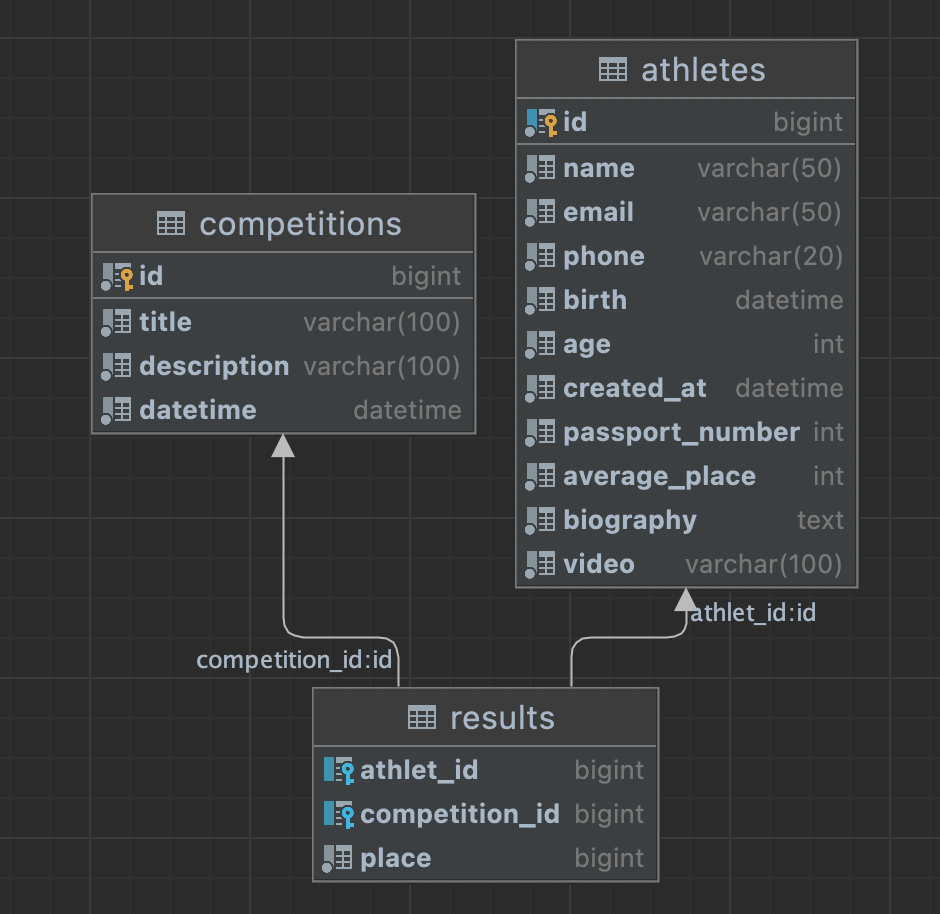 athletes
id bigint
name varchar(50)
email varchar(50)
phone varchar(20)
birth datetime
age int
created_at datetime
passport_number int
average_place int
biography text
video varchar(100)
competitions
id bigint
title varchar(100)
description varchar(100)
datetime datetime
athlet_id:id
competition_id:id
results
athlet_id bigint
competition_id bigint
place bigint